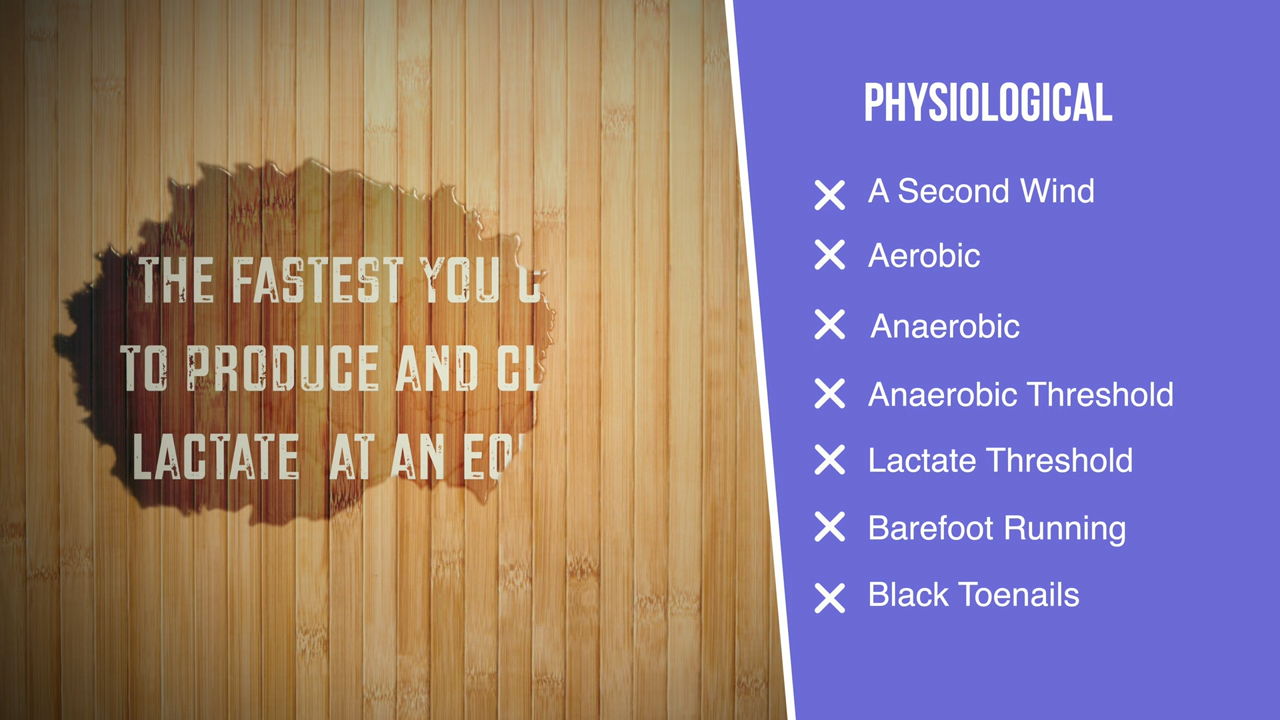 THE FASTEST YOU
TO PRODUCE AND
LACTATE AT AN
PHYSIOLOGICAL
A Second Wind
Aerobic
Anaerobic
Anaerobic Threshold
Lactate Threshold
Barefoot Running
Black Toenails